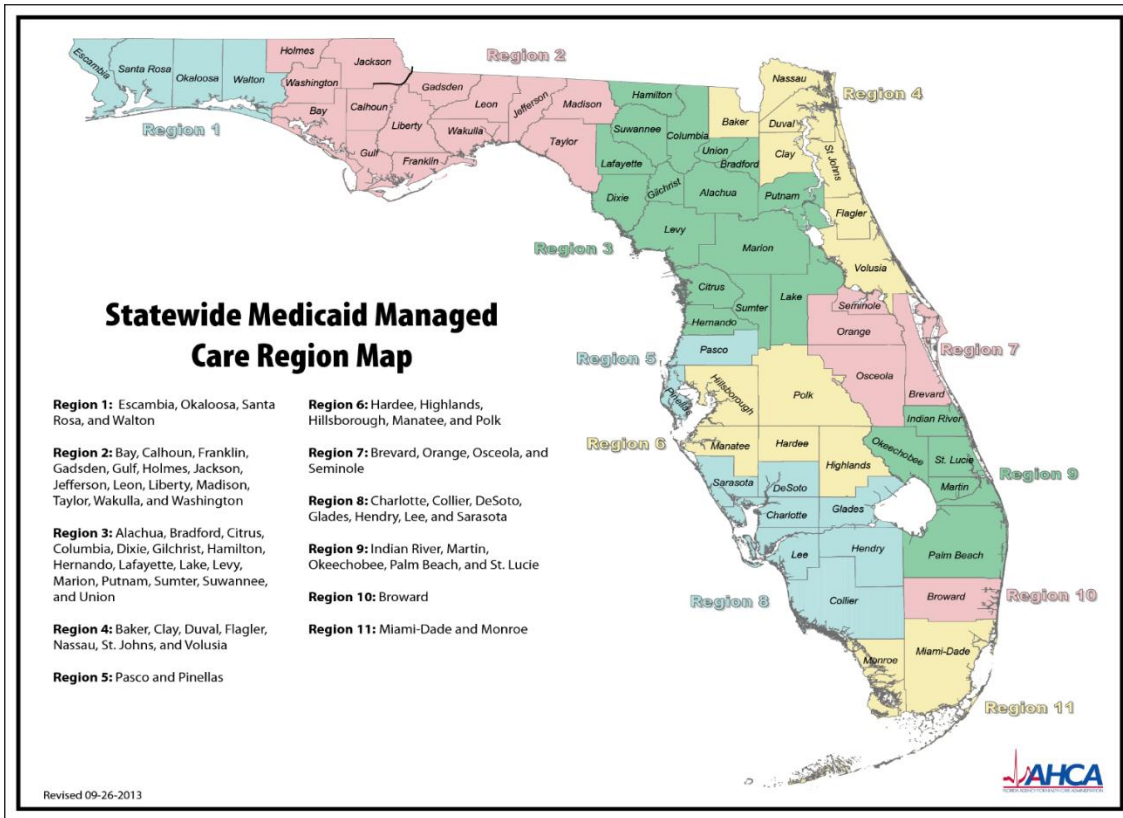 Escambia
Santa Rosa
Okaloosa
Walton
Holmes
Jackson
Washington
Bay
Calhoun
Gulf
Gadsden
Liberty
Franklin
Leon
Wakulla
Jefferson
Madison
Taylor
Region 1
Region 2
Hamilton
Suwannee
Columbia
Lafayette
Union
Bradford
Dixie
Gilchrist
Alachua
Putnam
Levy
Marion
Citrus
Sumter
Lake
Hernando
Region 3
Nassau
Baker
Duval
Clay
St Johns
Flagler
Volusia
Region 4
Pasco
Pinellas
Region 5
Hillsborough
Polk
Manatee
Hardee
Highlands
Region 6
Seminole
Orange
Osceola
Brevard
Region 7
Sarasota
DeSoto
Charlotte
Glades
Lee
Hendry
Collier
Region 8
Indian River
Okeechobee
St. Lucie
Martin
Palm Beach
Region 9
Broward
Region 10
Monroe
Miami-Dade
Region 11
Statewide Medicaid Managed
Care Region Map
Region 1: Escambia, Okaloosa, Santa
Rosa, and Walton
Region 2: Bay, Calhoun, Franklin,
Gadsden, Gulf, Holmes, Jackson,
Jefferson, Leon, Liberty, Madison,
Taylor, Wakulla, and Washington
Region 3: Alachua, Bradford, Citrus,
Columbia, Dixie, Gilchrist, Hamilton,
Hernando, Lafayette, Lake, Levy,
Marion, Putnam, Sumter, Suwannee,
and Union
Region 4: Baker, Clay, Duval, Flagler,
Nassau, St. Johns, and Volusia
Region 5: Pasco and Pinellas
Region 6: Hardee, Highlands,
Hillsborough, Manatee, and Polk
Region 7: Brevard, Orange, Osceola, and
Seminole
Region 8: Charlotte, Collier, DeSoto,
Glades, Hendry, Lee, and Sarasota
Region 9: Indian River, Martin,
Okeechobee, Palm Beach, and St. Lucie
Region 10: Broward
Region 11: Miami-Dade and Monroe
Revised 09-26-2013
AHCA
FLORIDA AGENCY FOR HEALTH CARE ADMINISTRATION